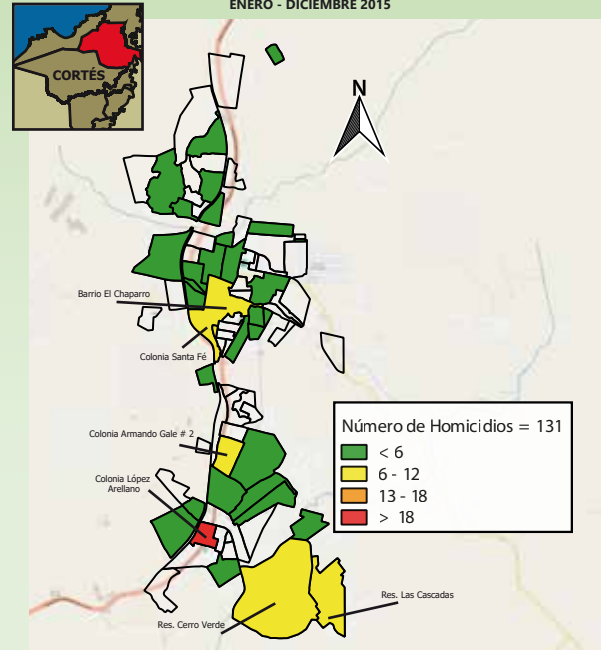 ENERO - DICIEMBRE 2015
CORTÉS
N
Barrio El Chaparro
Colonia Santa Fé
Colonia Armando Gale # 2
Número de Homicidios = 131
< 6
6 - 12
13 - 18
> 18
Colonia López
Arellano
Res. Las Cascadas
Res. Cerro Verde